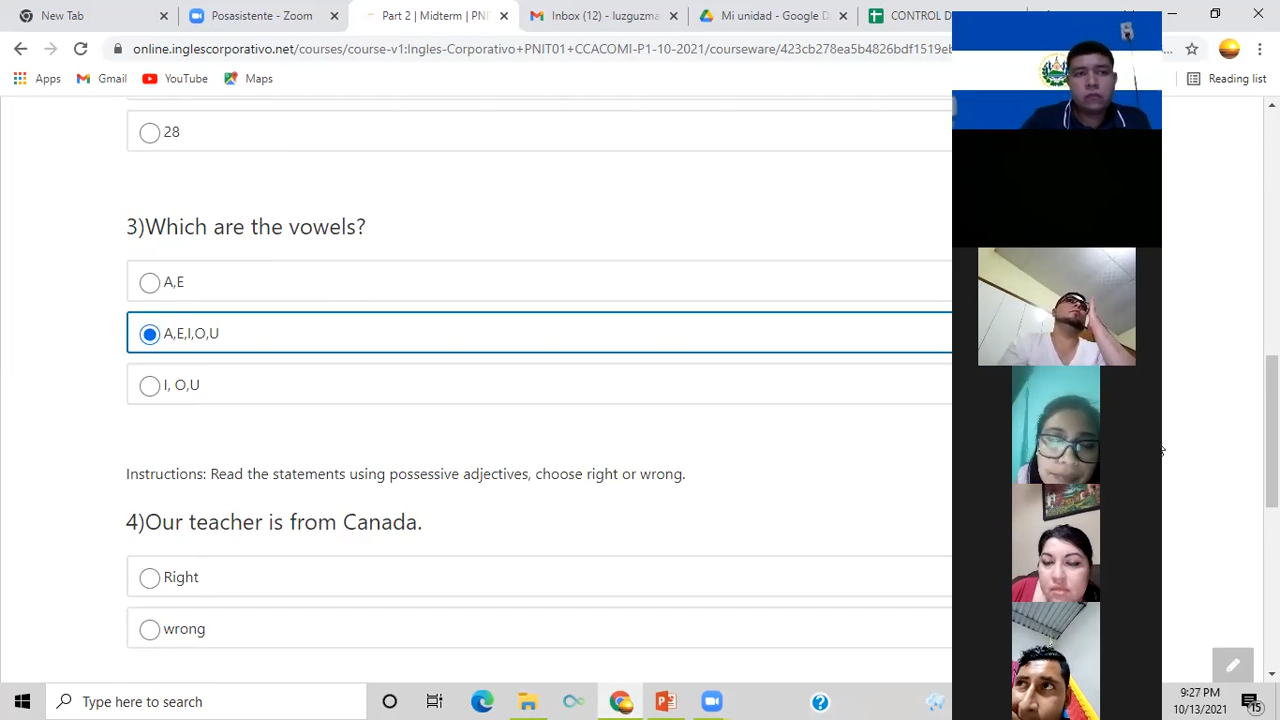 New Tab
Posasistente - Zoom
Part 2 | Midterm | PNI
Inbox (12) - luzguzma
Mi unidad - Google D
CONTROL D
online.inglescorporativo.net/courses/course-v1:Ingles-Corporativo+PNIT01+CCACOMI-P1-10-2021/courseware/423cb278ea5b4826bdf1519eb
Apps
Gmail
YouTube
Maps
Reading list
28
3)Which are the vowels?
A,E
A,E,I,O,U
I, O,U
Instructions: Read the statements using possessive adjectives, choose right or wrong.
4)Our teacher is from Canada.
Right
wrong
Type here to search
9:27 PM
10/13/2021
15